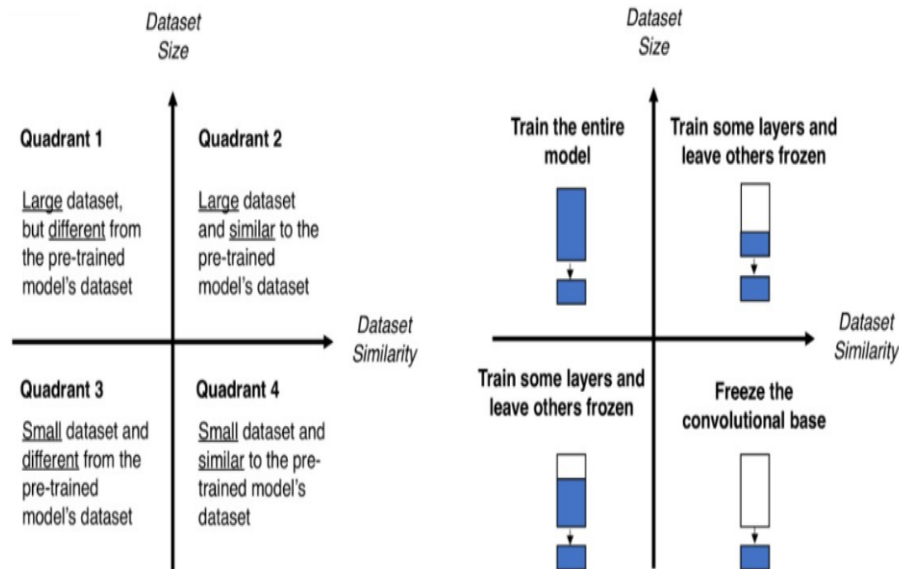 Dataset
Size
Quadrant 1
Large dataset,
but different from
the pre-trained
model's dataset
Quadrant 2
Large dataset
and similar to the
pre-trained
model's dataset
Dataset
Similarity
Quadrant 3
Small dataset and
different from the
pre-trained
model's dataset
Quadrant 4
Small dataset and
similar to the pre-
trained model's
dataset
Dataset
Size
Train the entire
model
Train some layers and
leave others frozen
Dataset
Similarity
Train some layers and
leave others frozen
Freeze the
convolutional base